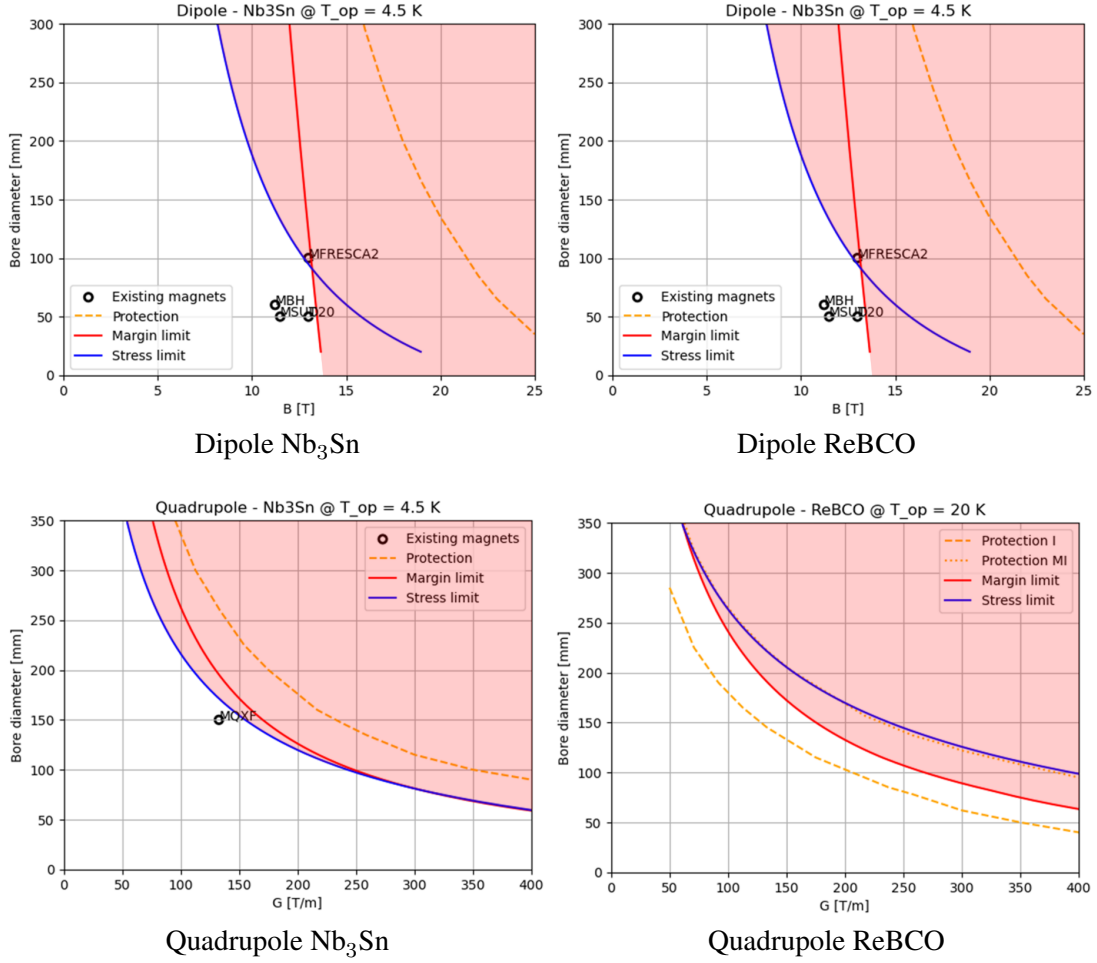 Dipole - Nb3Sn @ T_op = 4.5 K
300
250
200
150
100
50
0
Bore diameter [mm]
MFRESCA2
MBH
MSUD
D20
Existing magnets
Protection
Margin limit
Stress limit
0 5 10 15 20 25
B [T]
Dipole Nb₃Sn
Dipole - Nb3Sn @ T_op = 4.5 K
300
250
200
150
100
50
0
Bore diameter [mm]
MFRESCA2
MBH
MSUD
D20
Existing magnets
Protection
Margin limit
Stress limit
0 5 10 15 20 25
B [T]
Dipole ReBCO
Quadrupole - Nb3Sn @ T_op = 4.5 K
350
300
250
200
150
100
50
0
Bore diameter [mm]
Existing magnets
Protection
Margin limit
Stress limit
MQXF
0 50 100 150 200 250 300 350 400
G [T/m]
Quadrupole Nb₃Sn
Quadrupole - ReBCO @ T_op = 20 K
350
300
250
200
150
100
50
0
Bore diameter [mm]
Protection I
Protection MI
Margin limit
Stress limit
0 50 100 150 200 250 300 350 400
G [T/m]
Quadrupole ReBCO